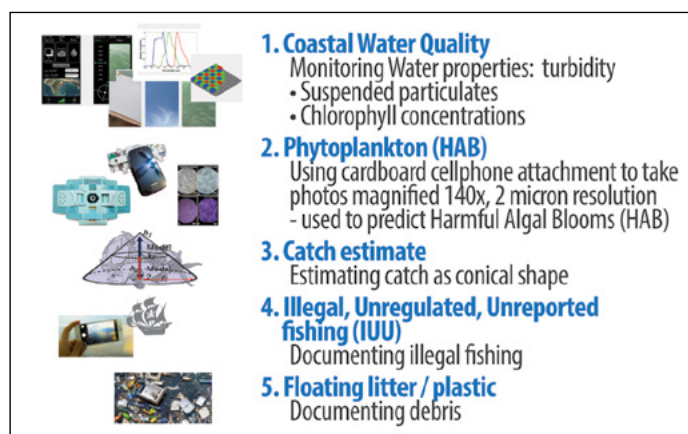 1. Coastal Water Quality
Monitoring Water properties: turbidity
• Suspended particulates
• Chlorophyll concentrations
2. Phytoplankton (HAB)
Using cardboard cellphone attachment to take
photos magnified 140x, 2 micron resolution
- used to predict Harmful Algal Blooms (HAB)
3. Catch estimate
Estimating catch as conical shape
4. Illegal, Unregulated, Unreported
fishing (IUU)
Documenting illegal fishing
5. Floating litter / plastic
Documenting debris